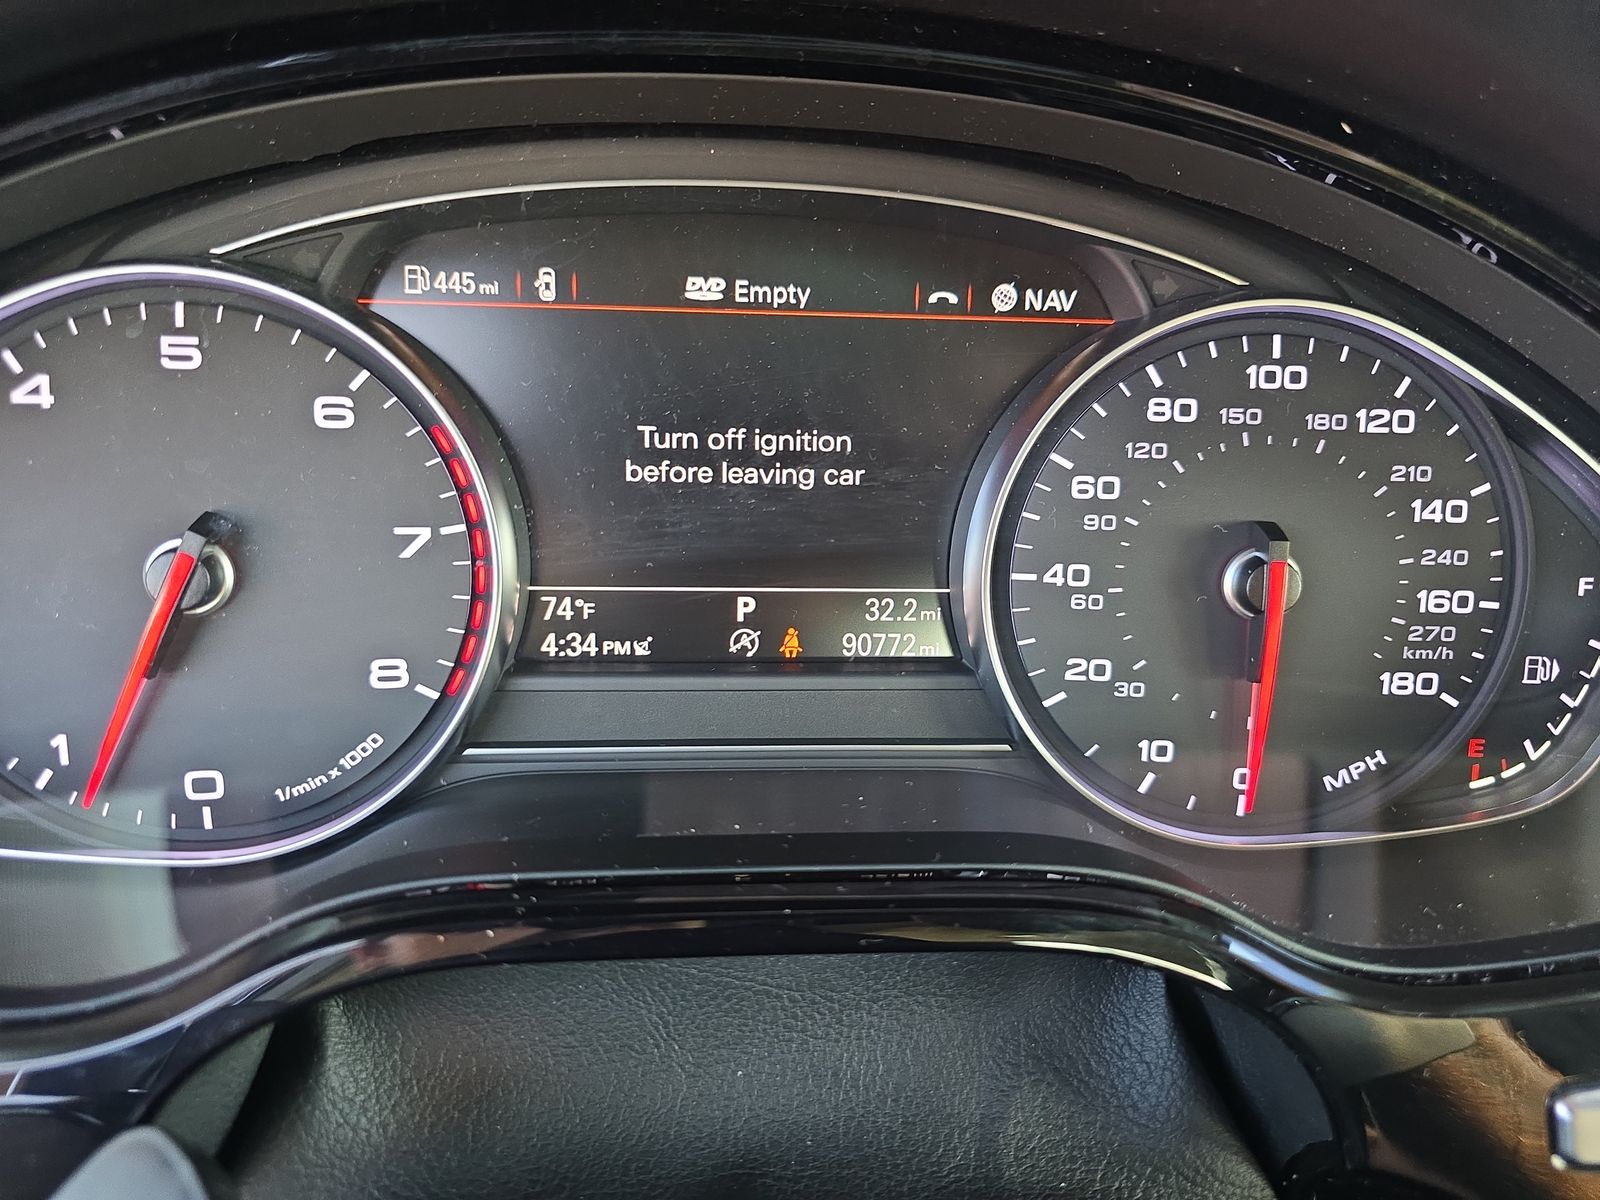 445 mi
DVD Empty
NAV
Turn off ignition
before leaving car
74°F P 32.2 mi
4:34 PM 90772 mi
0 1 4 5 6 7 8
1/min x 1000
0 10 20 40 60 80 100 120 140 160 180
MPH
30 60 90 120 150 180 210 240 270
km/h
F
E